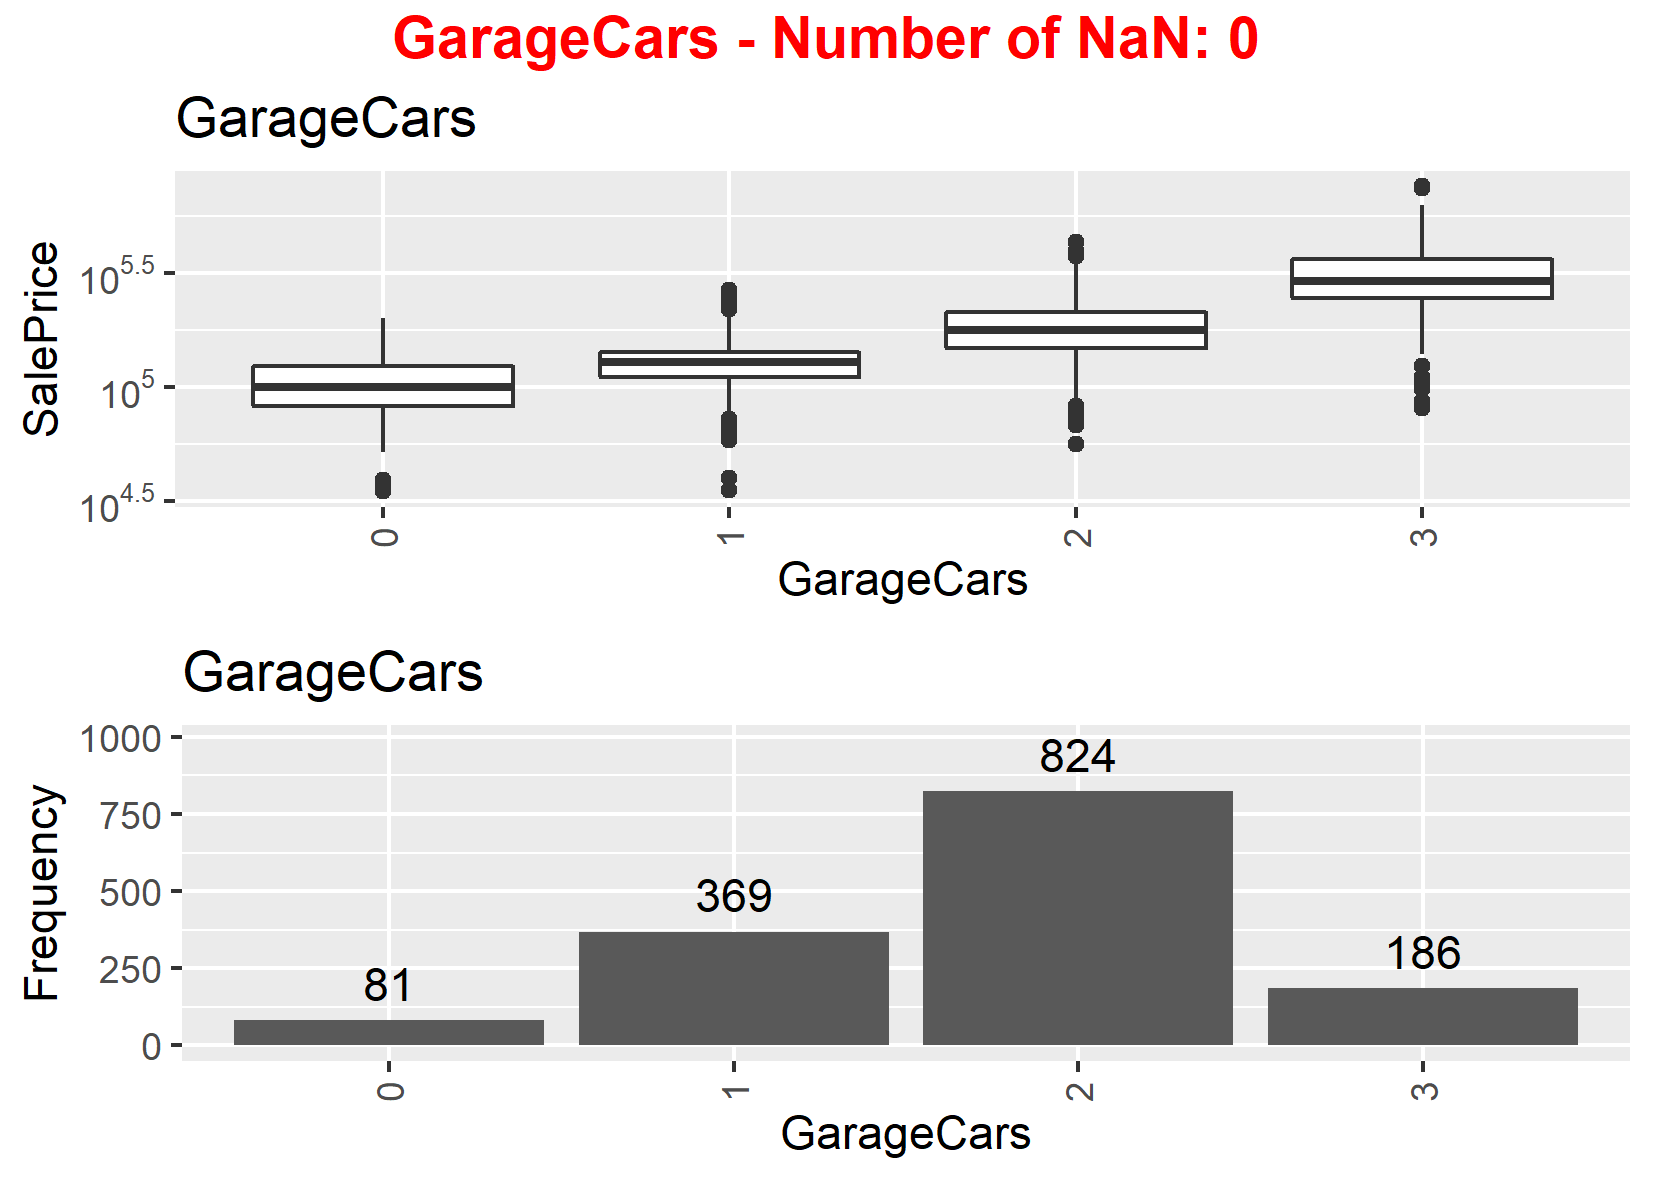 GarageCars - Number of NaN: 0
GarageCars
SalePrice
10^5.5
10^5
10^4.5
0 1 2 3
GarageCars
GarageCars
Frequency
1000
750
500
250
0
81 369 824 186
0 1 2 3
GarageCars